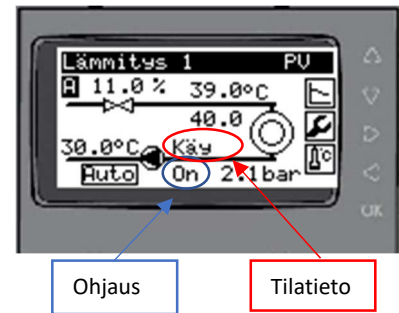 Lämmitys 1 PV
A 11.0 % 39.0°C
40.0
30.0°C Käy
Auto On 2.1bar
°C
OK
Ohjaus
Tilatieto